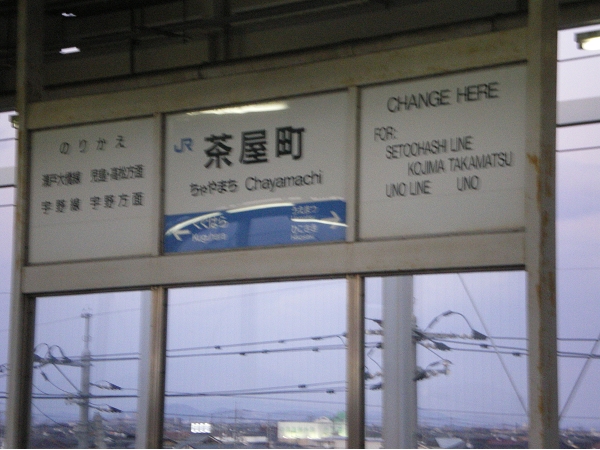 のりかえ
瀬戸大橋線 児島・高松方面
宇野線 宇野方面
JR 茶屋町
ちゃやまち Chayamachi
CHANGE HERE
FOR:
SETOOHASHI LINE
KOJIMA TAKAMATSU
UNO LINE UNO